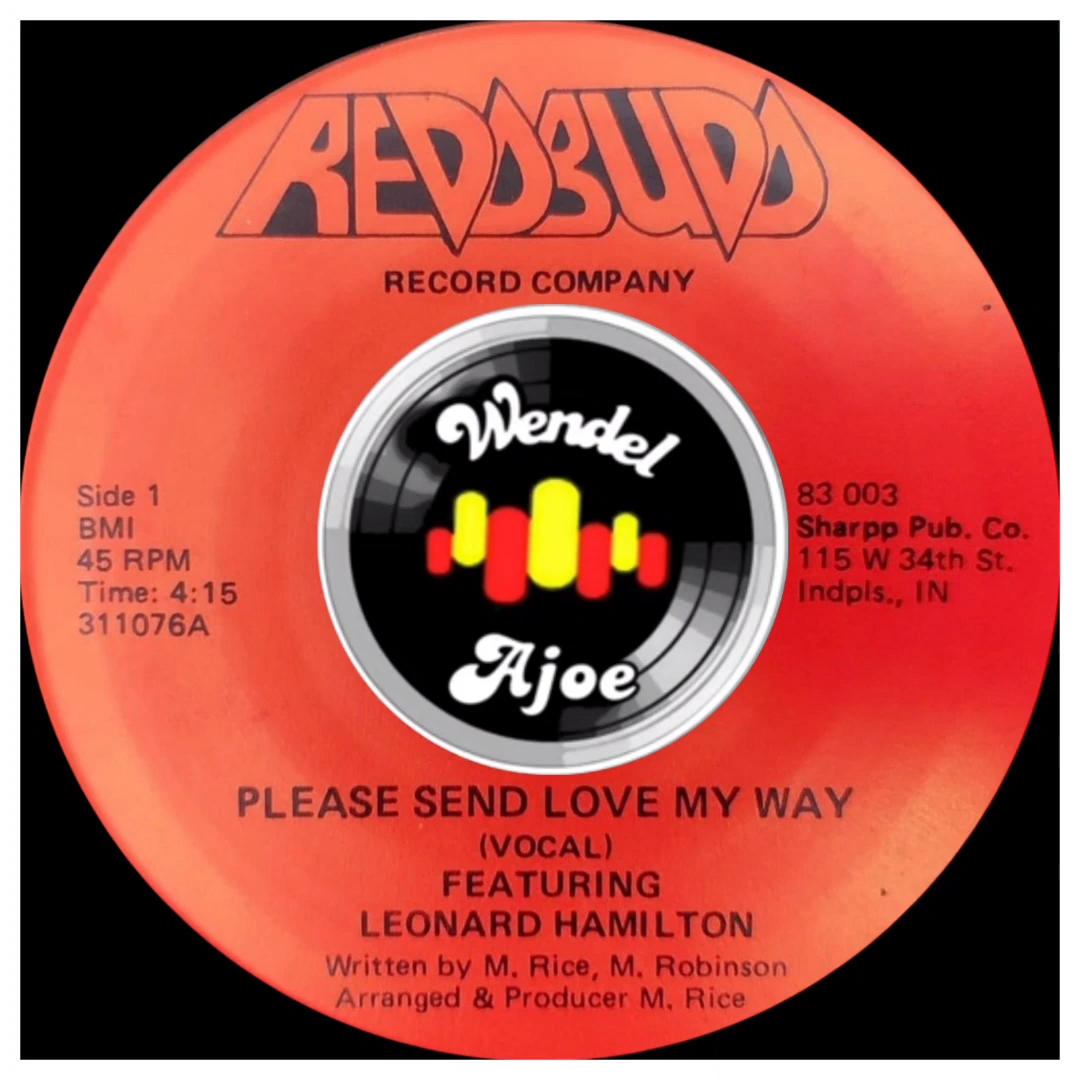 REDDBUDD
RECORD COMPANY
Wendel
Ajoe
Side 1
BMI
45 RPM
Time: 4:15
311076A
83 003
Sharpp Pub. Co.
115 W 34th St.
Indpls., IN
PLEASE SEND LOVE MY WAY
(VOCAL)
FEATURING
LEONARD HAMILTON
Written by M. Rice, M. Robinson
Arranged & Producer M. Rice